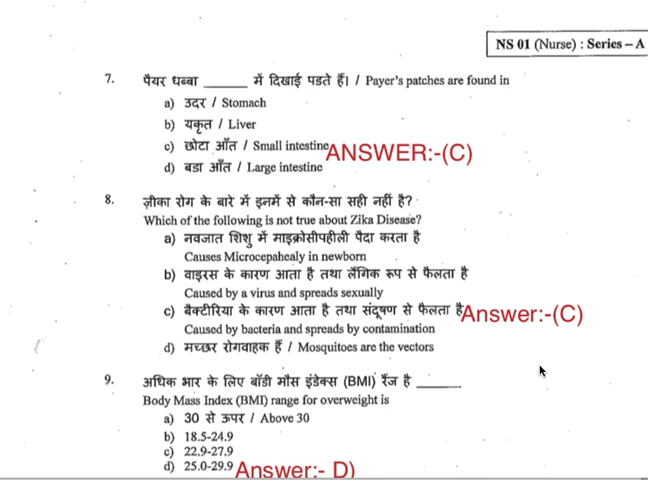 NS 01 (Nurse) : Series – A
7. पैयर धब्बा ______ में दिखाई पडते हैं। / Payer's patches are found in
a) उदर / Stomach
b) यकृत / Liver
c) छोटा आँत / Small intestine ANSWER:-(C)
d) बडा आँत / Large intestine
8. ज़ीका रोग के बारे में इनमें से कौन-सा सही नहीं है?
Which of the following is not true about Zika Disease?
a) नवजात शिशु में माइक्रोसीपहीली पैदा करता है
Causes Microcepahealy in newborn
b) वाइरस के कारण आता है तथा लैंगिक रूप से फैलता है
Caused by a virus and spreads sexually
c) बैक्टीरिया के कारण आता है तथा संदूषण से फैलता है Answer:-(C)
Caused by bacteria and spreads by contamination
d) मच्छर रोगवाहक हैं / Mosquitoes are the vectors
9. अधिक भार के लिए बॉडी मौस इंडेक्स (BMI) रैंज है ______
Body Mass Index (BMI) range for overweight is
a) 30 से ऊपर / Above 30
b) 18.5-24.9
c) 22.9-27.9
d) 25.0-29.9 Answer:- D)